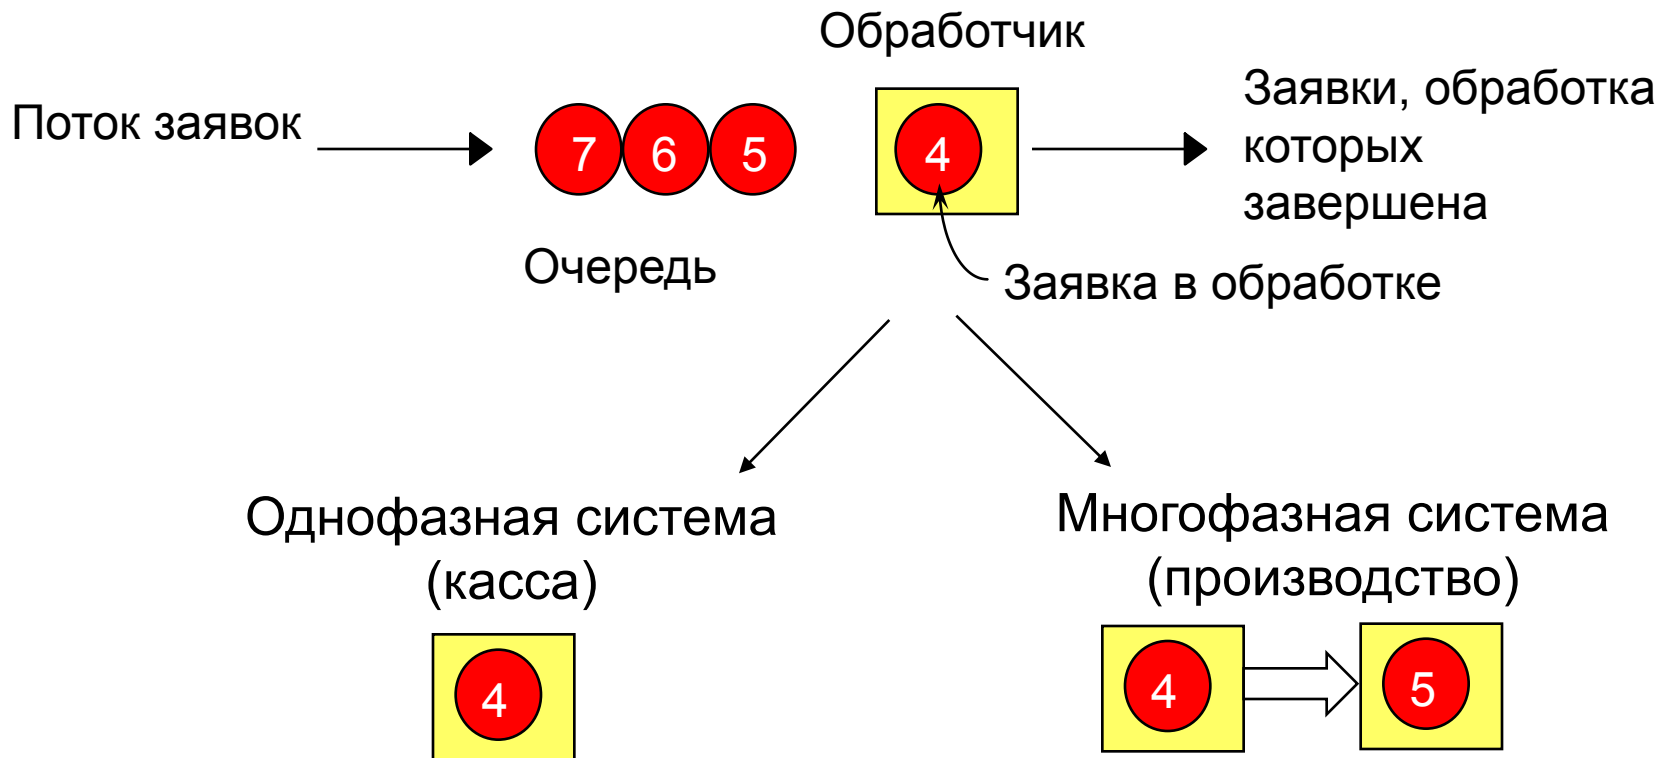 Обработчик
Поток заявок
7 6 5
4
Заявки, обработка
которых
завершена
Очередь
Заявка в обработке
Однофазная система
(касса)
4
Многофазная система
(производство)
4
5